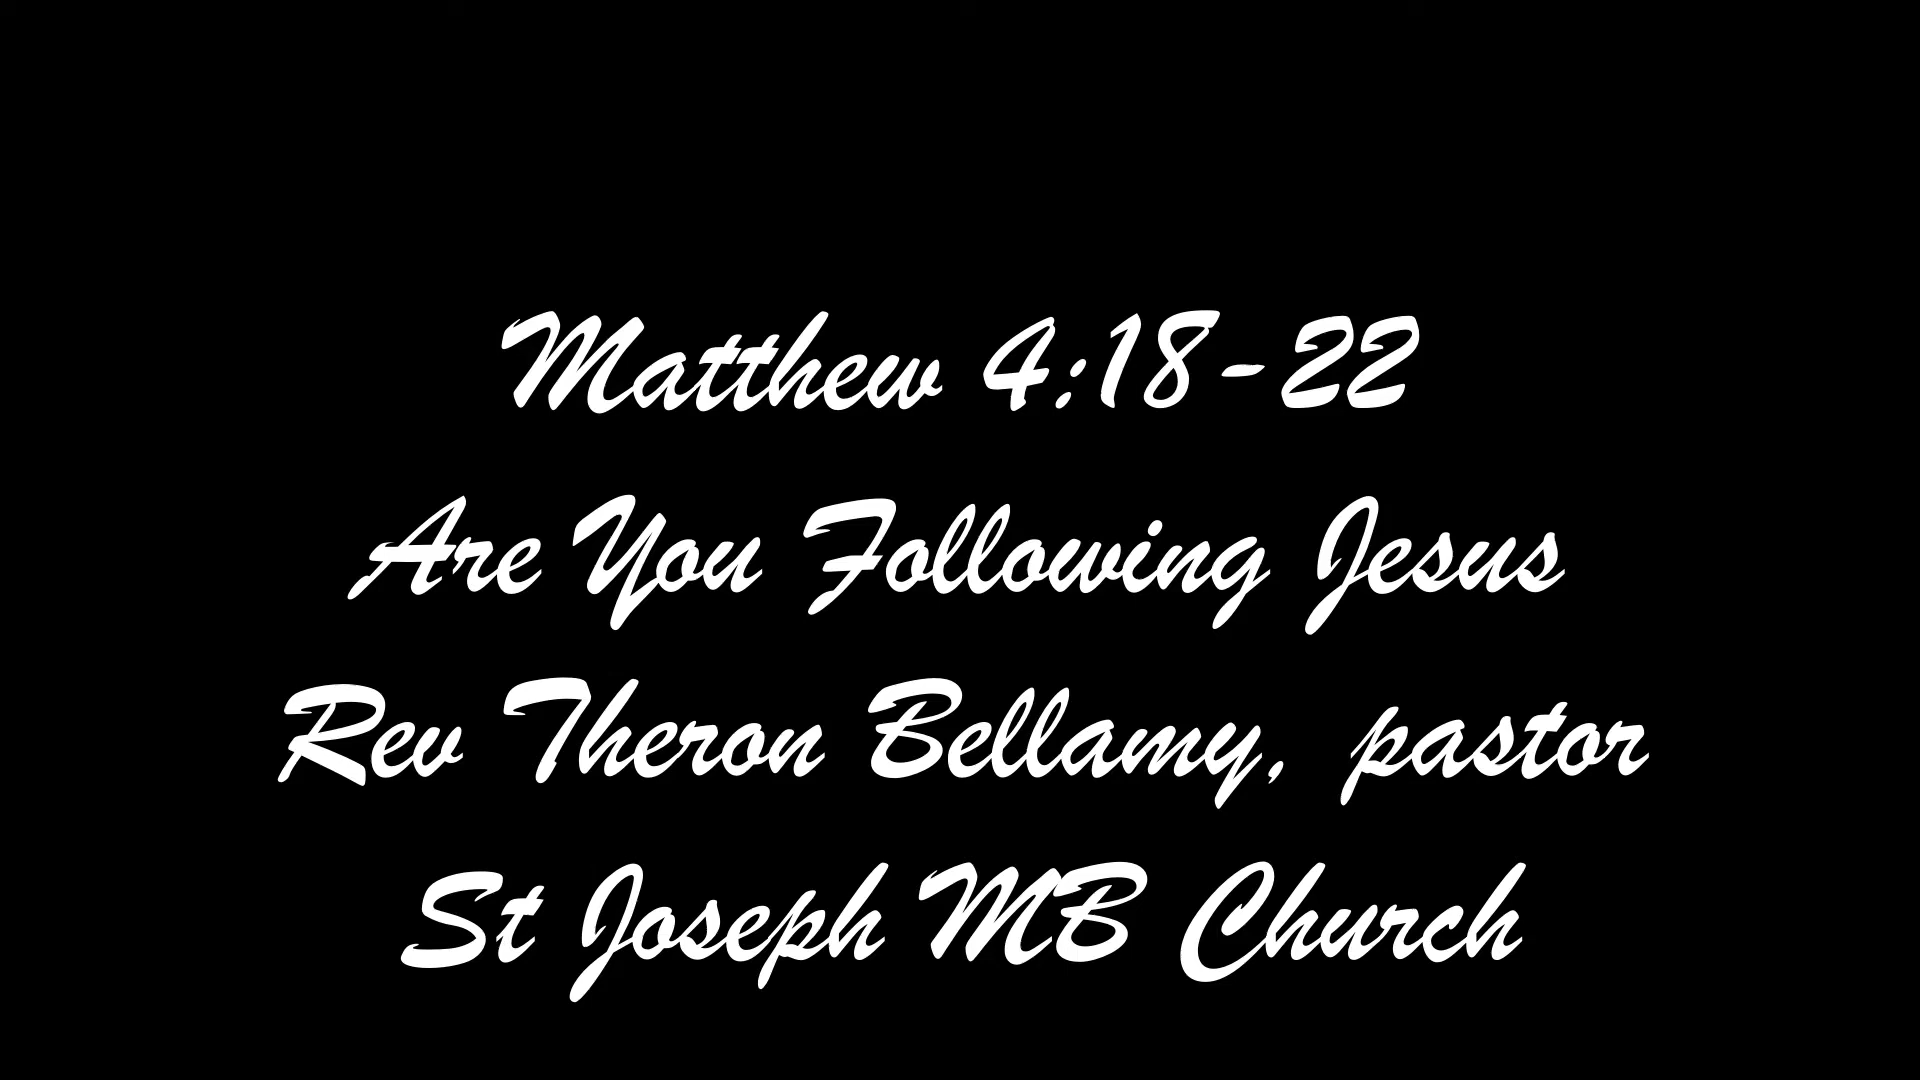 Matthew 4:18-22
Are You Following Jesus
Rev Theron Bellamy, pastor
St Joseph MB Church